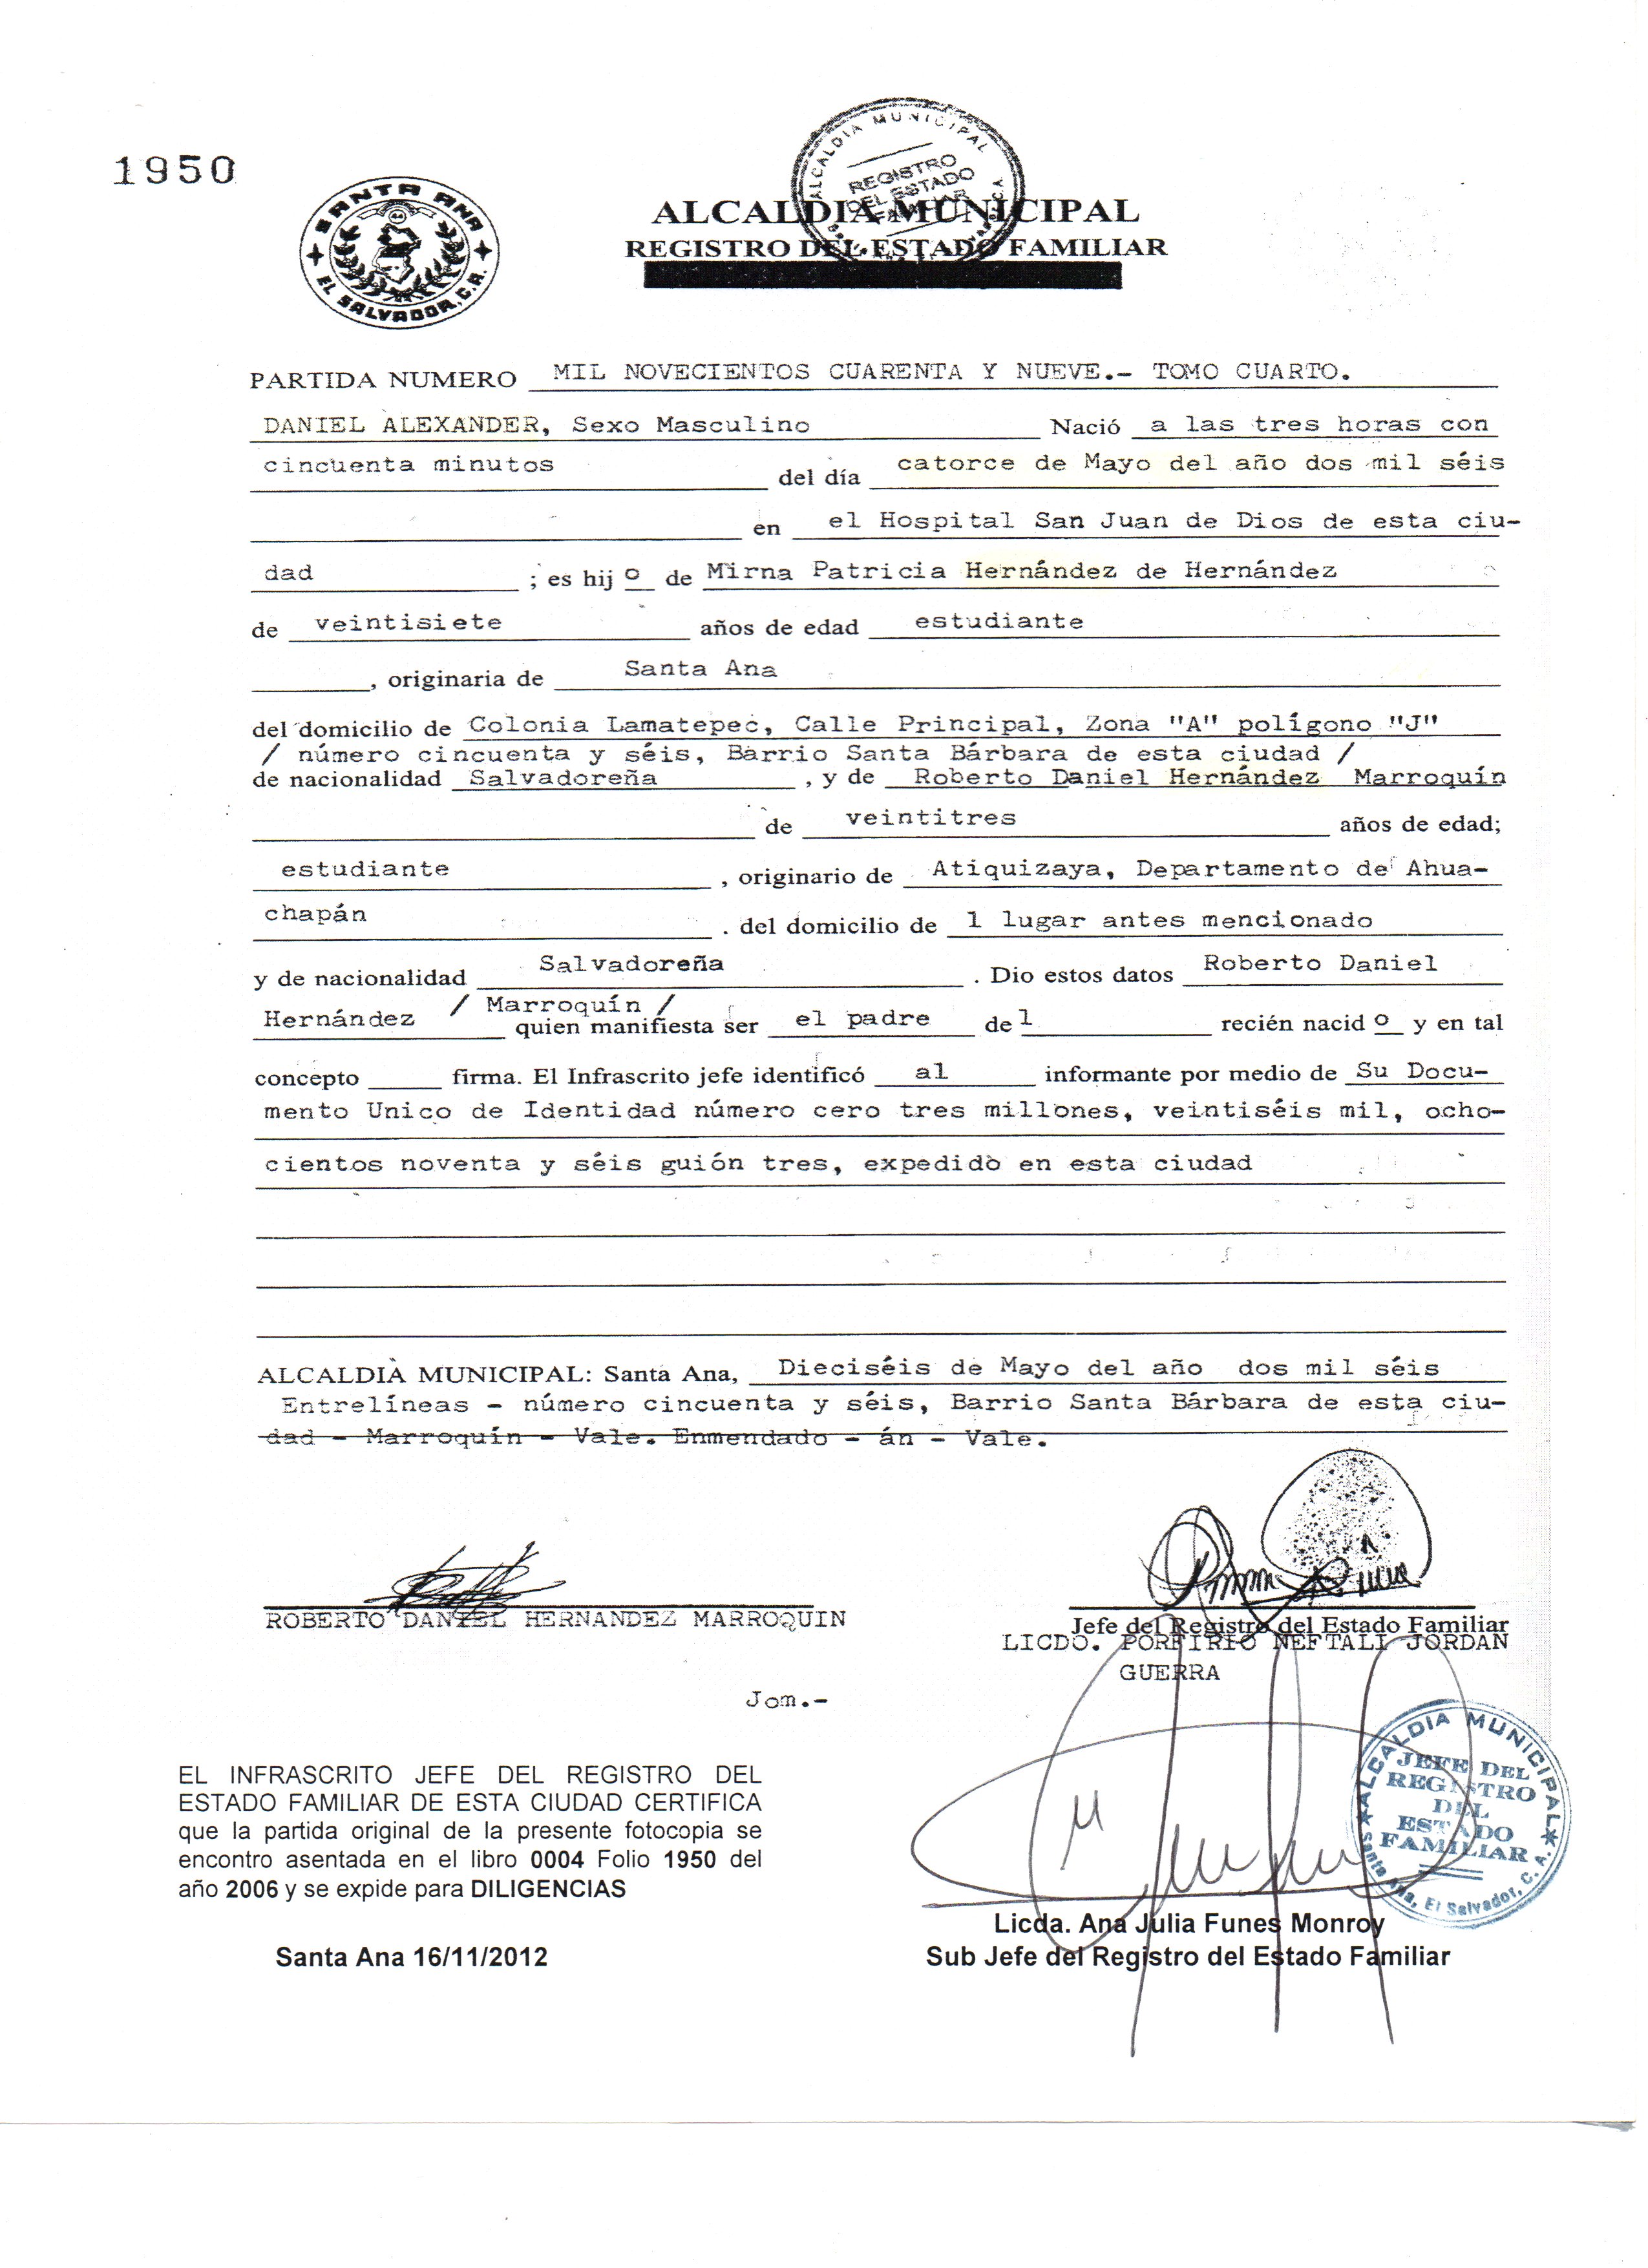 1950
ALCALDIA MUNICIPAL
REGISTRO DEL ESTADO FAMILIAR
SANTA ANA
EL SALVADOR, C.A.
ALCALDIA MUNICIPAL
REGISTRO DEL ESTADO FAMILIAR
PARTIDA NUMERO MIL NOVECIENTOS CUARENTA Y NUEVE.- TOMO CUARTO.
DANIEL ALEXANDER, Sexo Masculino Nació a las tres horas con
cincuenta minutos del día catorce de Mayo del año dos mil séis
en el Hospital San Juan de Dios de esta ciu-
dad ; es hij o de Mirna Patricia Hernández de Hernández
de veintisiete años de edad estudiante
, originaria de Santa Ana
del domicilio de Colonia Lamatepec, Calle Principal, Zona "A" polígono "J"
/ número cincuenta y séis, Barrio Santa Bárbara de esta ciudad /
de nacionalidad Salvadoreña , y de Roberto Daniel Hernández Marroquín
de veintitres años de edad;
estudiante , originario de Atiquizaya, Departamento de Ahua-
chapán . del domicilio de 1 lugar antes mencionado
y de nacionalidad Salvadoreña . Dio estos datos Roberto Daniel
Hernández / Marroquín / quien manifiesta ser el padre de l recién nacid o y en tal
concepto firma. El Infrascrito jefe identificó al informante por medio de Su Docu-
mento Unico de Identidad número cero tres millones, veintiséis mil, ocho-
cientos noventa y séis guión tres, expedido en esta ciudad
ALCALDIA MUNICIPAL: Santa Ana, Dieciséis de Mayo del año dos mil séis
Entrelíneas - número cincuenta y séis, Barrio Santa Bárbara de esta ciu-
dad - Marroquín - Vale. Enmendado - án - Vale.
ROBERTO DANIEL HERNANDEZ MARROQUIN
Jefe del Registro del Estado Familiar
LICDO. PORFIRIO NEFTALI JORDAN
GUERRA
Jom.-
EL INFRASCRITO JEFE DEL REGISTRO DEL
ESTADO FAMILIAR DE ESTA CIUDAD CERTIFICA
que la partida original de la presente fotocopia se
encontro asentada en el libro 0004 Folio 1950 del
año 2006 y se expide para DILIGENCIAS
Santa Ana 16/11/2012
ALCALDIA MUNICIPAL
JEFE DEL
REGISTRO
DEL
ESTADO
FAMILIAR
Santa Ana, El Salvador, C. A.
Licda. Ana Julia Funes Monroy
Sub Jefe del Registro del Estado Familiar